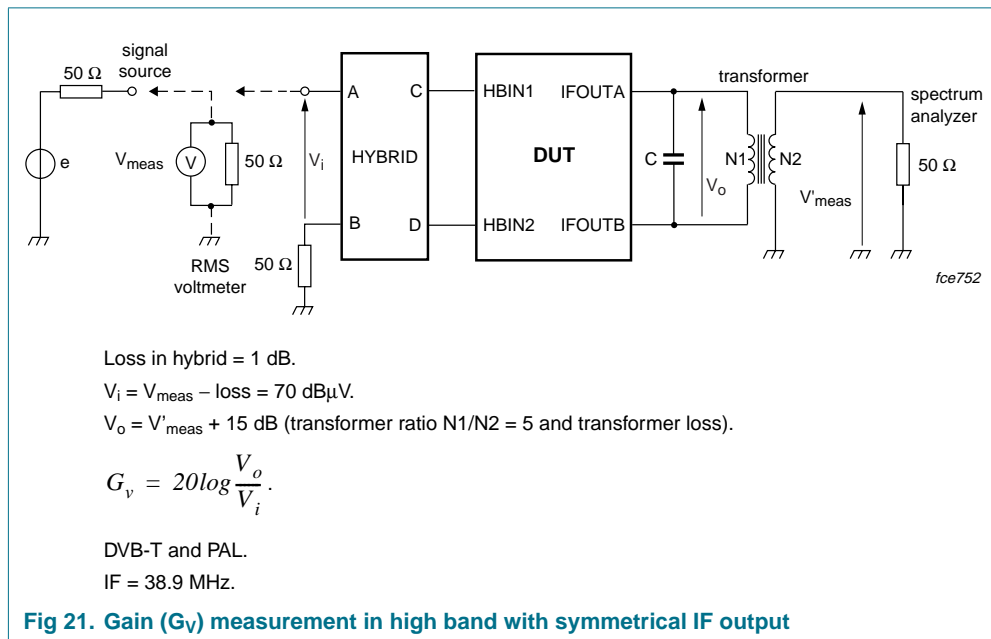 signal
source
50 Ω
e
Vmeas
V
50 Ω
RMS
voltmeter
Vi
50 Ω
A
B
C
D
HYBRID
HBIN1
HBIN2
DUT
IFOUTA
IFOUTB
C
Vo
transformer
N1
N2
V'meas
spectrum
analyzer
50 Ω
fce752
Loss in hybrid = 1 dB.
Vi = Vmeas − loss = 70 dBμV.
Vo = V'meas + 15 dB (transformer ratio N1/N2 = 5 and transformer loss).
Gv = 20log Vo/Vi.
DVB-T and PAL.
IF = 38.9 MHz.
Fig 21. Gain (GV) measurement in high band with symmetrical IF output